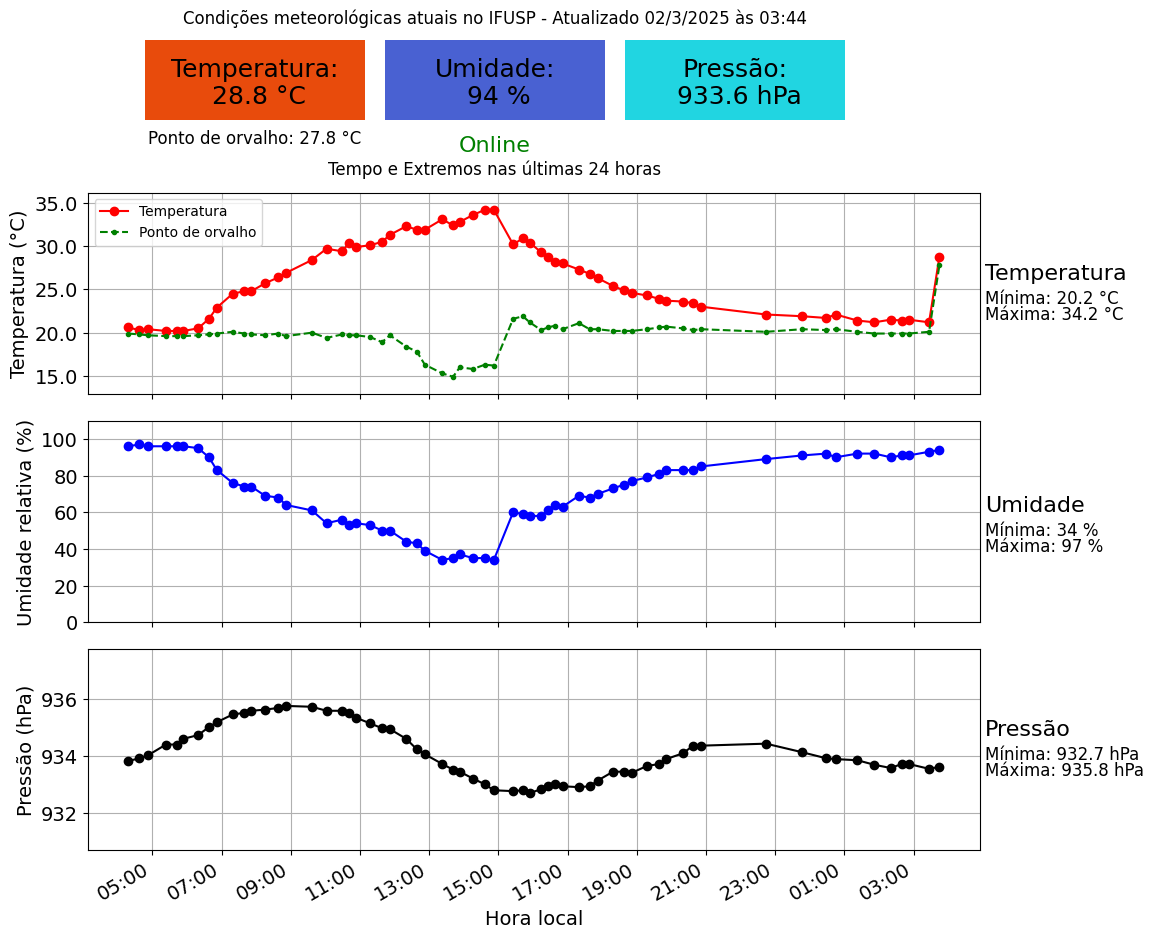 Condições meteorológicas atuais no IFUSP - Atualizado 02/3/2025 às 03:44
Temperatura:
28.8 °C
Umidade:
94 %
Pressão:
933.6 hPa
Ponto de orvalho: 27.8 °C
Online
Tempo e Extremos nas últimas 24 horas
Temperatura (°C)
35.0
30.0
25.0
20.0
15.0
Temperatura
Ponto de orvalho
Temperatura
Mínima: 20.2 °C
Máxima: 34.2 °C
Umidade relativa (%)
100
80
60
40
20
0
Umidade
Mínima: 34 %
Máxima: 97 %
Pressão (hPa)
936
934
932
Pressão
Mínima: 932.7 hPa
Máxima: 935.8 hPa
05:00
07:00
09:00
11:00
13:00
15:00
17:00
19:00
21:00
23:00
01:00
03:00
Hora local